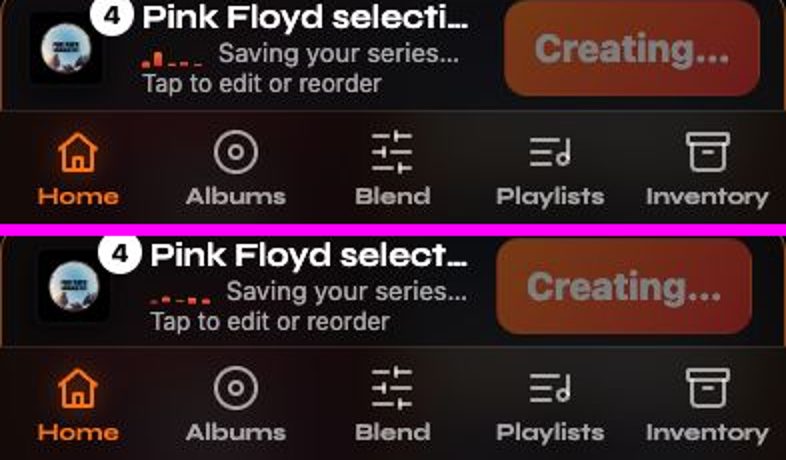 4 Pink Floyd selecti...
Saving your series...
Creating...
Tap to edit or reorder
Home Albums Blend Playlists Inventory
4 Pink Floyd select...
Saving your series...
Creating...
Tap to edit or reorder
Home Albums Blend Playlists Inventory